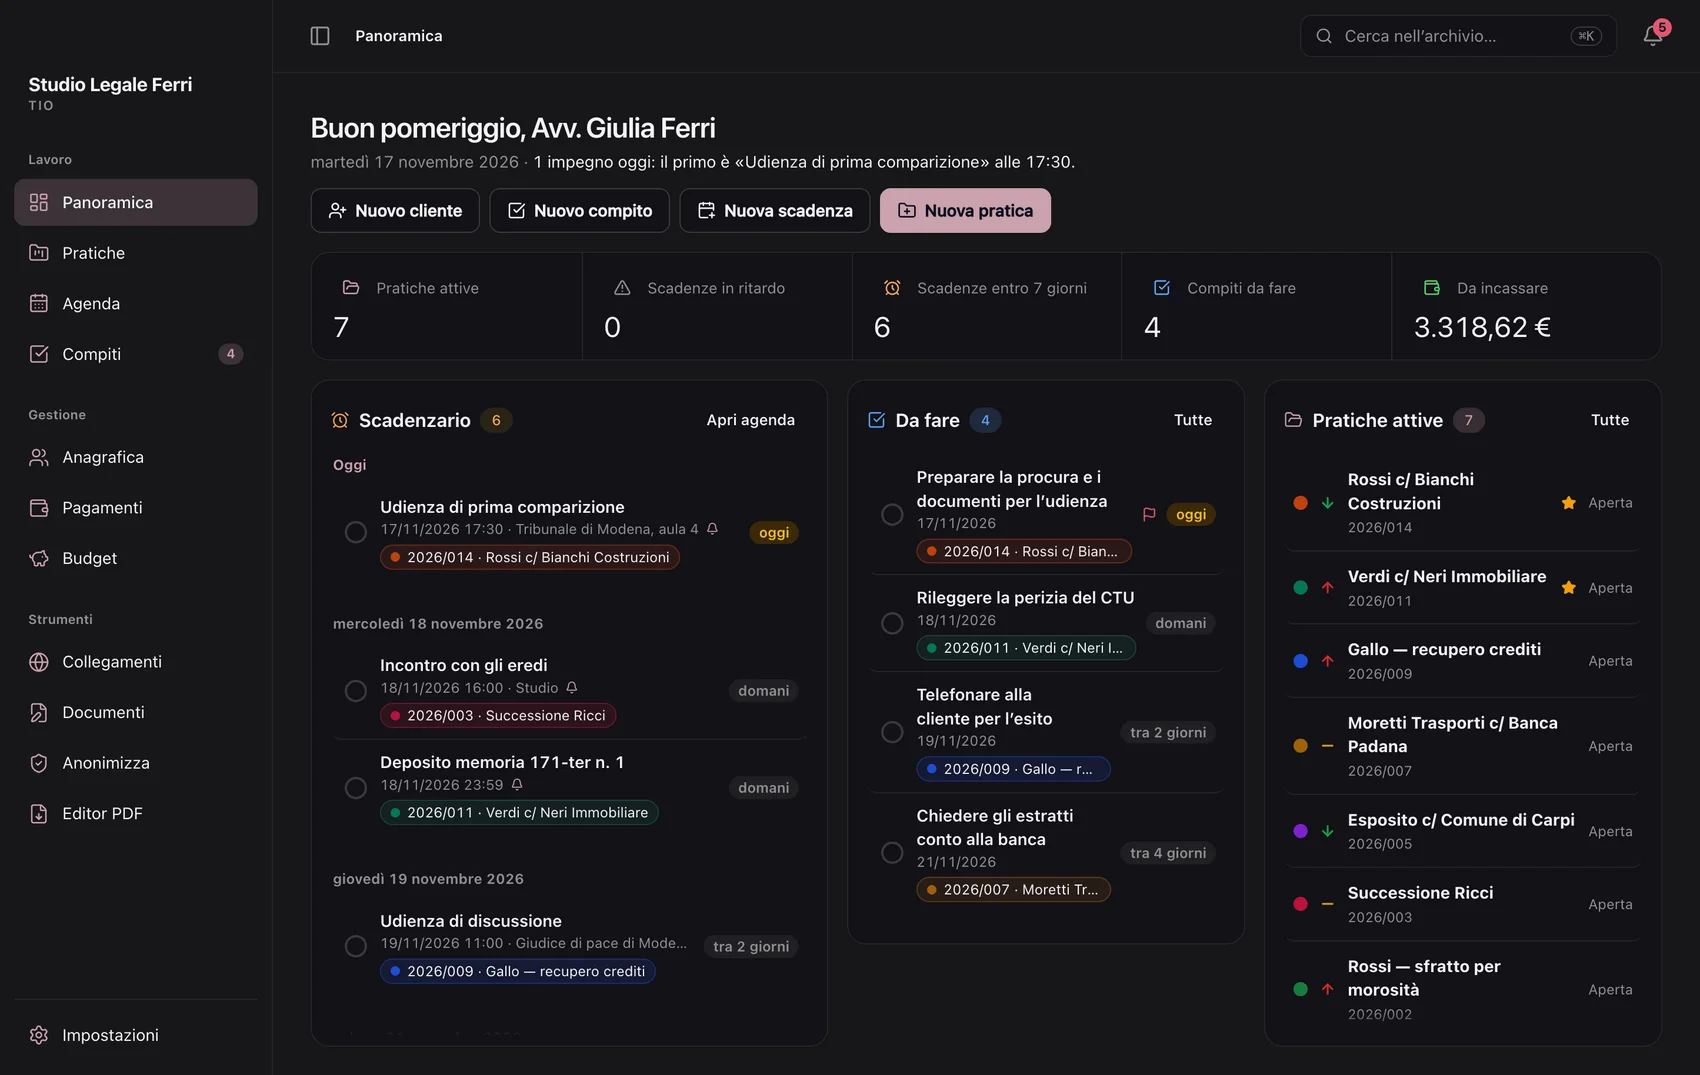 Studio Legale Ferri
TIO
Lavoro
Panoramica
Pratiche
Agenda
Compiti 4
Gestione
Anagrafica
Pagamenti
Budget
Strumenti
Collegamenti
Documenti
Anonimizza
Editor PDF
Impostazioni
Panoramica
Cerca nell’archivio... ⌘K
5
Buon pomeriggio, Avv. Giulia Ferri
martedì 17 novembre 2026 · 1 impegno oggi: il primo è «Udienza di prima comparizione» alle 17:30.
Nuovo cliente
Nuovo compito
Nuova scadenza
Nuova pratica
Pratiche attive
7
Scadenze in ritardo
0
Scadenze entro 7 giorni
6
Compiti da fare
4
Da incassare
3.318,62 €
Scadenzario 6 Apri agenda
Oggi
Udienza di prima comparizione
17/11/2026 17:30 · Tribunale di Modena, aula 4
oggi
2026/014 · Rossi c/ Bianchi Costruzioni
mercoledì 18 novembre 2026
Incontro con gli eredi
18/11/2026 16:00 · Studio
domani
2026/003 · Successione Ricci
Deposito memoria 171-ter n. 1
18/11/2026 23:59
domani
2026/011 · Verdi c/ Neri Immobiliare
giovedì 19 novembre 2026
Udienza di discussione
19/11/2026 11:00 · Giudice di pace di Mode...
tra 2 giorni
2026/009 · Gallo — recupero crediti
Da fare 4 Tutte
Preparare la procura e i
documenti per l’udienza
17/11/2026
oggi
2026/014 · Rossi c/ Bian...
Rileggere la perizia del CTU
18/11/2026
domani
2026/011 · Verdi c/ Neri I...
Telefonare alla
cliente per l’esito
19/11/2026
tra 2 giorni
2026/009 · Gallo — r...
Chiedere gli estratti
conto alla banca
21/11/2026
tra 4 giorni
2026/007 · Moretti Tr...
Pratiche attive 7 Tutte
Rossi c/ Bianchi
Costruzioni
2026/014
Aperta
Verdi c/ Neri Immobiliare
2026/011
Aperta
Gallo — recupero crediti
2026/009
Aperta
Moretti Trasporti c/ Banca
Padana
2026/007
Aperta
Esposito c/ Comune di Carpi
2026/005
Aperta
Successione Ricci
2026/003
Aperta
Rossi — sfratto per
morosità
2026/002
Aperta